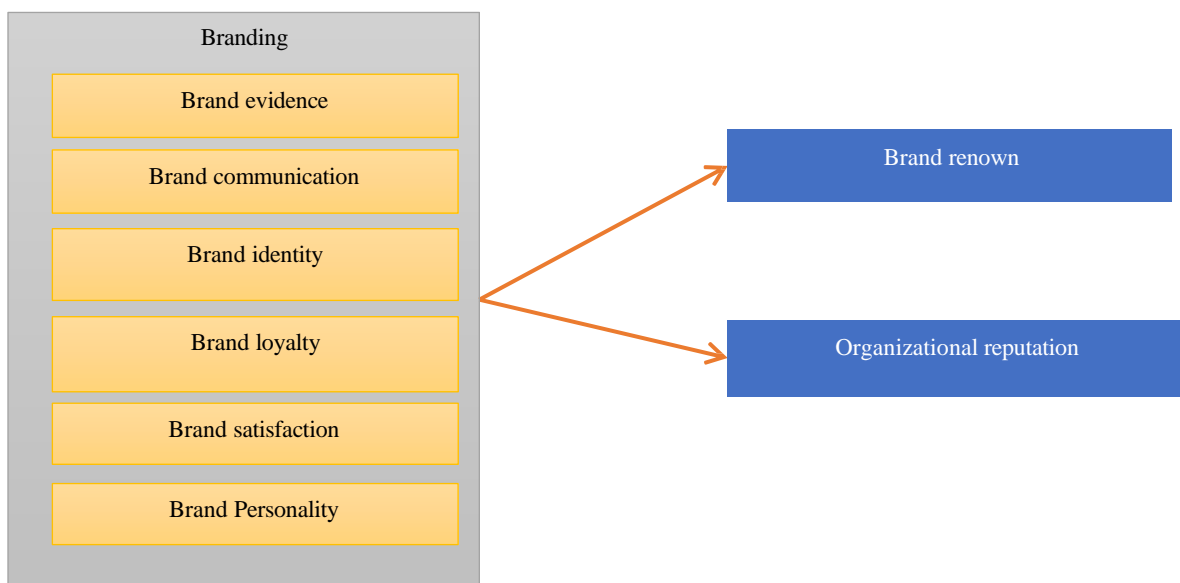 Branding
Brand evidence
Brand communication
Brand identity
Brand loyalty
Brand satisfaction
Brand Personality
Brand renown
Organizational reputation